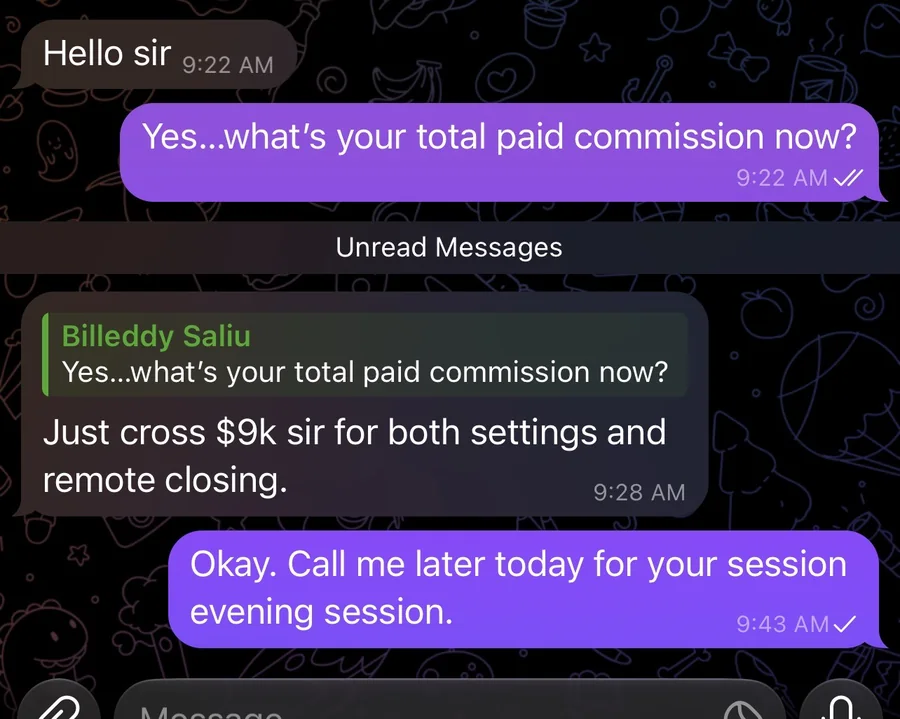 Hello sir 9:22 AM
Yes...what's your total paid commission now?
9:22 AM
Unread Messages
Billeddy Saliu
Yes...what's your total paid commission now?
Just cross $9k sir for both settings and
remote closing. 9:28 AM
Okay. Call me later today for your session
evening session. 9:43 AM
Message